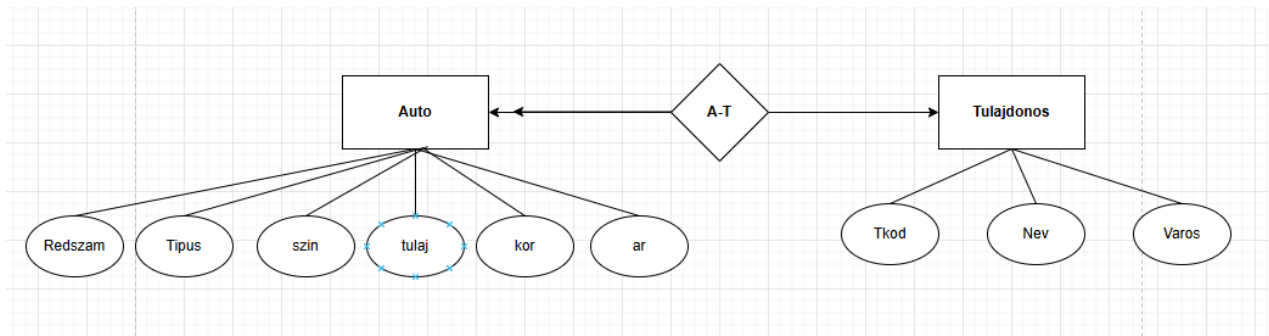 Auto
A-T
Tulajdonos
Redszam
Tipus
szin
tulaj
kor
ar
Tkod
Nev
Varos